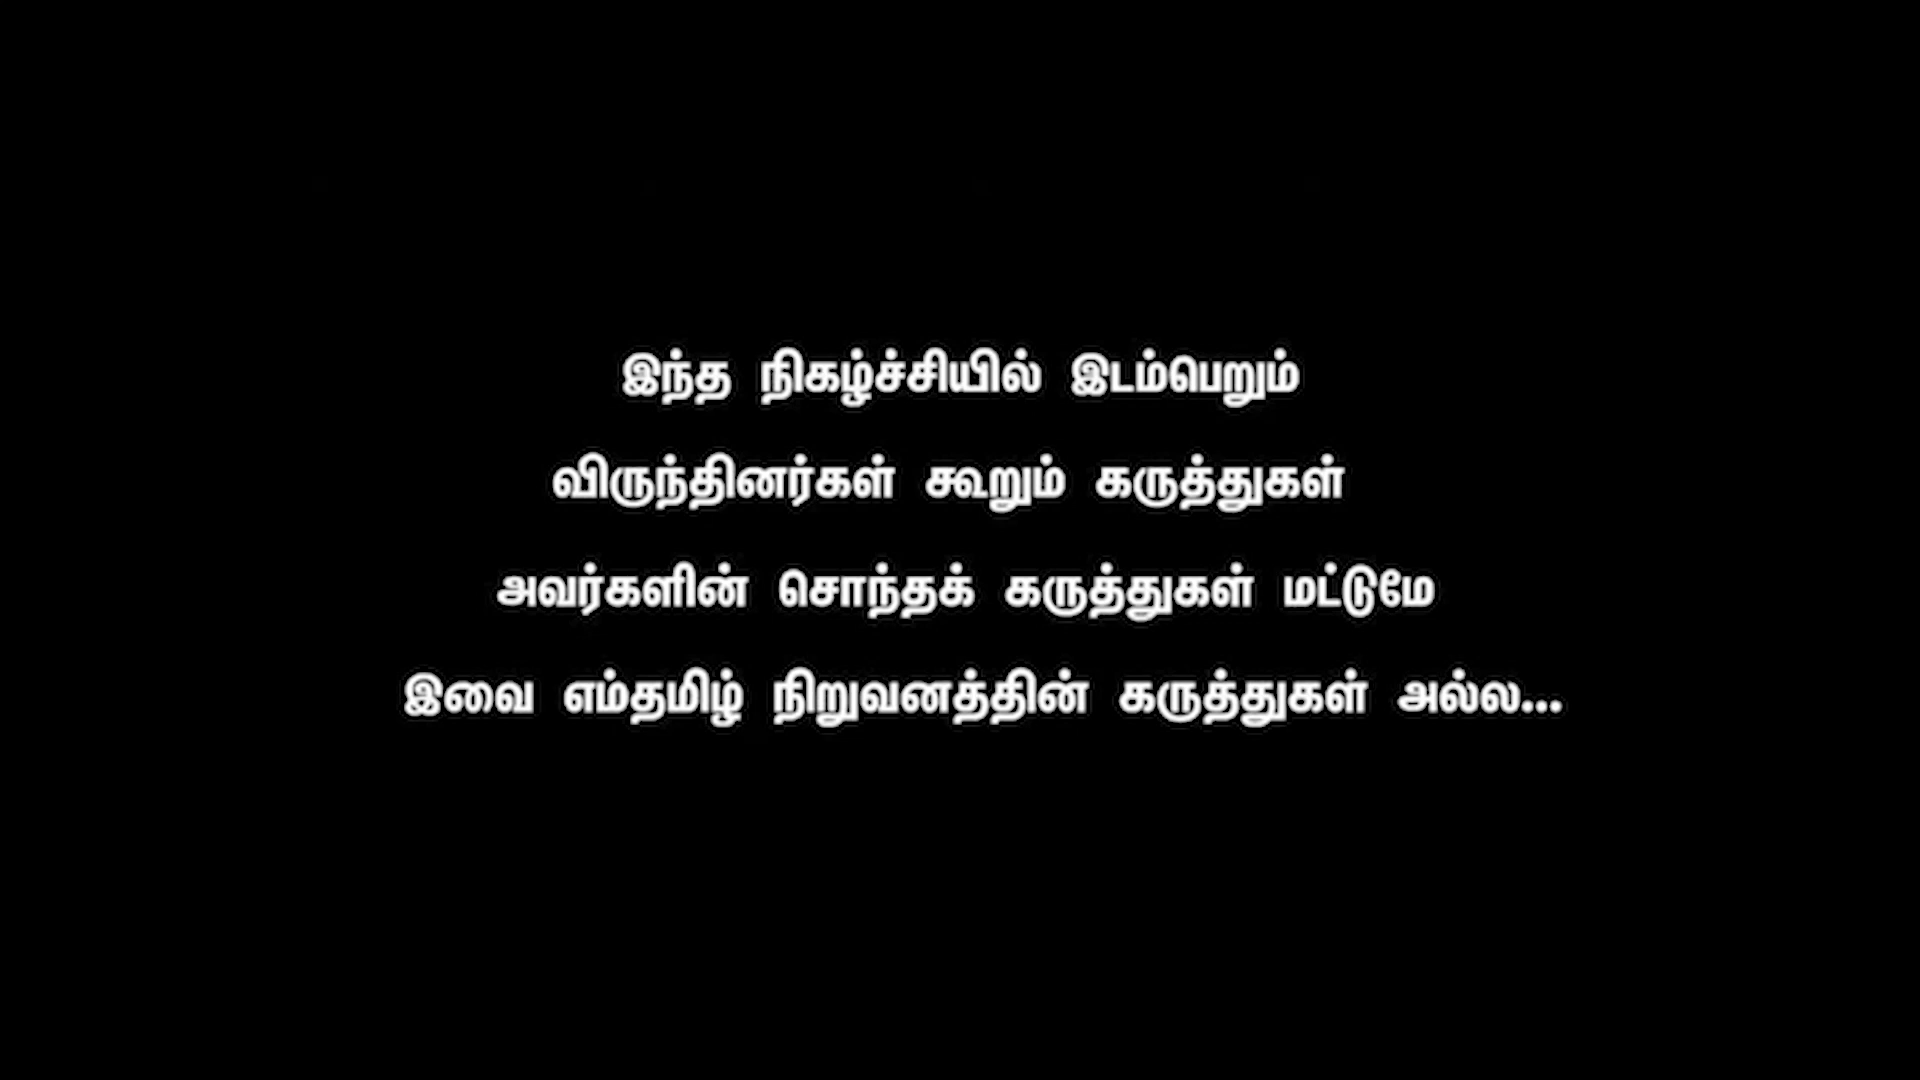 இந்த நிகழ்ச்சியில் இடம்பெறும்
விருந்தினர்கள் கூறும் கருத்துகள்
அவர்களின் சொந்தக் கருத்துகள் மட்டுமே
இவை எம்தமிழ் நிறுவனத்தின் கருத்துகள் அல்ல...